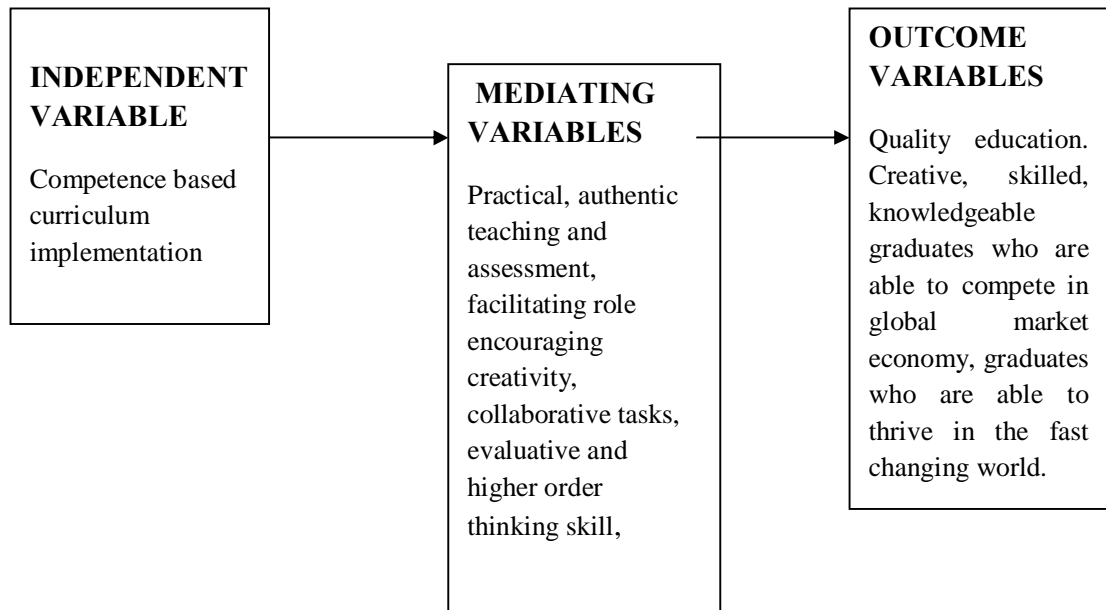 INDEPENDENT
VARIABLE
Competence based
curriculum
implementation
MEDIATING
VARIABLES
Practical, authentic
teaching and
assessment,
facilitating role
encouraging
creativity,
collaborative tasks,
evaluative and
higher order
thinking skill,
OUTCOME
VARIABLES
Quality education.
Creative, skilled,
knowledgeable
graduates who are
able to compete in
global market
economy, graduates
who are able to
thrive in the fast
changing world.